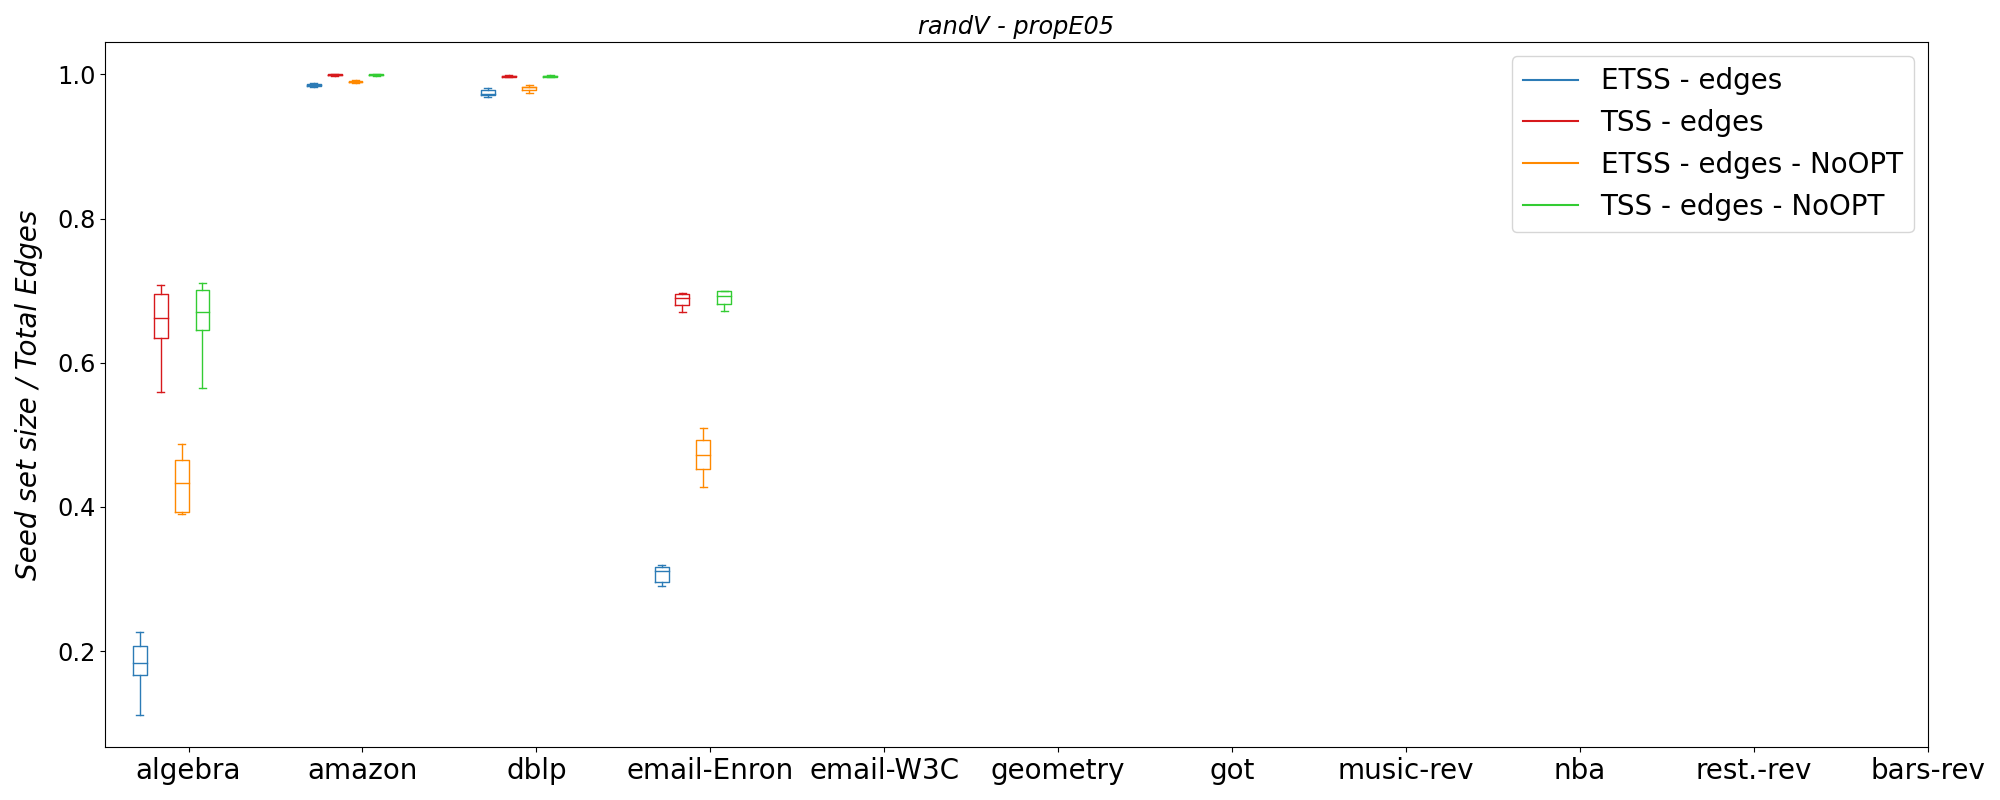 randV - propE05
Seed set size / Total Edges
1.0
0.8
0.6
0.4
0.2
ETSS - edges
TSS - edges
ETSS - edges - NoOPT
TSS - edges - NoOPT
algebra amazon dblp email-Enron email-W3C geometry got music-rev nba rest.-rev bars-rev